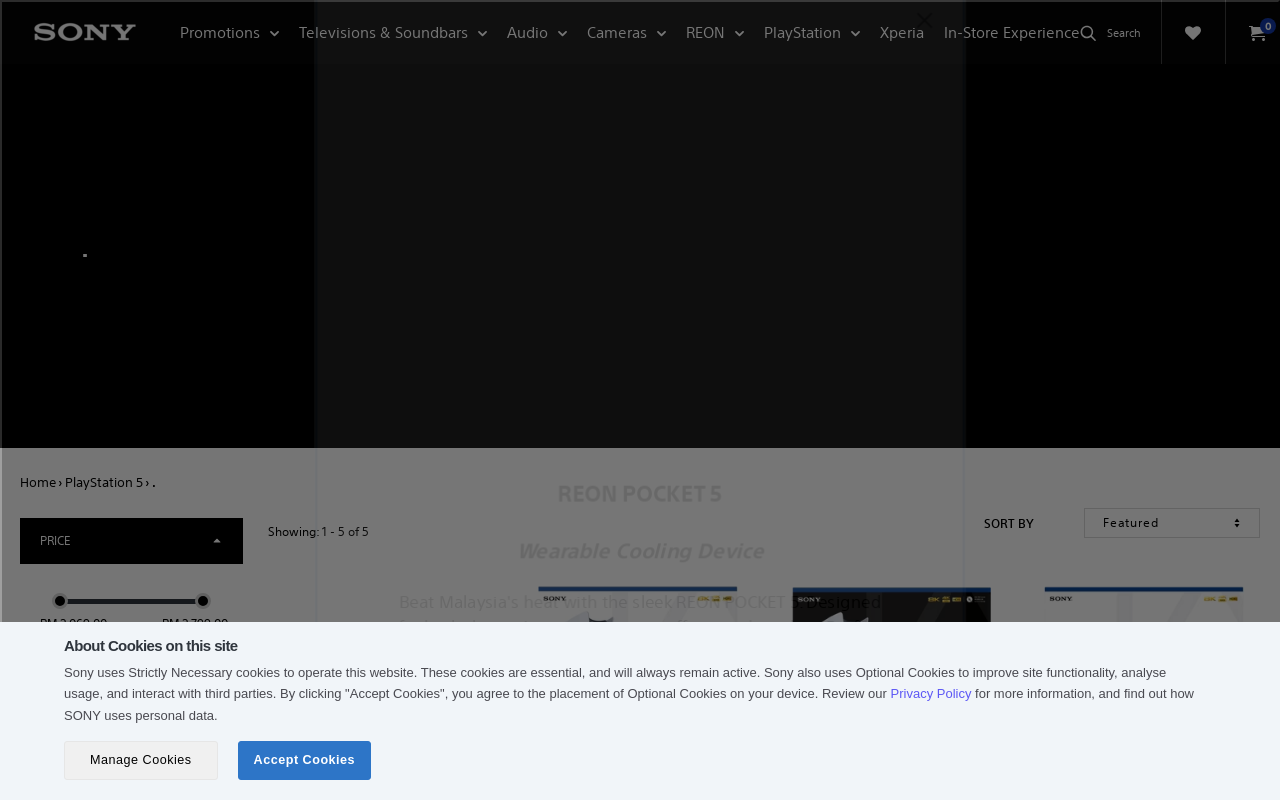 SONY Promotions Televisions & Soundbars Audio Cameras REON PlayStation Xperia In-Store Experience Search 0
Home › PlayStation 5 › .
REON POCKET 5
PRICE
Showing: 1 - 5 of 5
SORT BY Featured
Wearable Cooling Device
Beat Malaysia's heat with the sleek REON POCKET 5. Designed
SONY SONY SONY
About Cookies on this site
Sony uses Strictly Necessary cookies to operate this website. These cookies are essential, and will always remain active. Sony also uses Optional Cookies to improve site functionality, analyse
usage, and interact with third parties. By clicking "Accept Cookies", you agree to the placement of Optional Cookies on your device. Review our Privacy Policy for more information, and find out how
SONY uses personal data.
Manage Cookies Accept Cookies